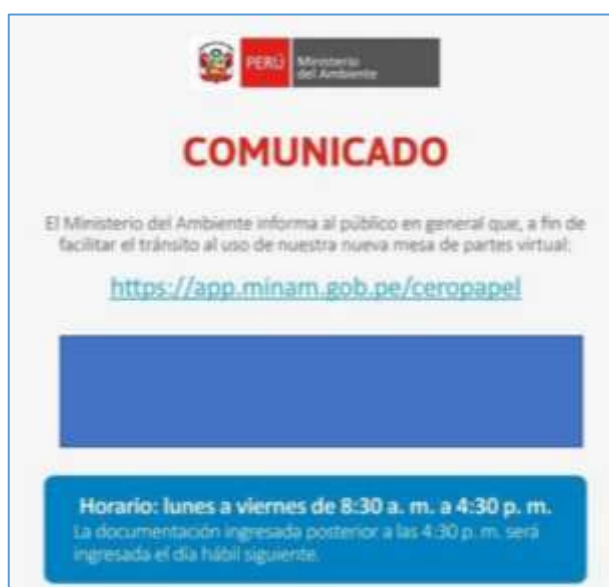 PERÚ
Ministerio
del Ambiente
COMUNICADO
El Ministerio del Ambiente informa al público en general que, a fin de
facilitar el tránsito al uso de nuestra nueva mesa de partes virtual:
https://app.minam.gob.pe/ceropapel
Horario: lunes a viernes de 8:30 a. m. a 4:30 p. m.
La documentación ingresada posterior a las 4:30 p. m. será
ingresada el día hábil siguiente.